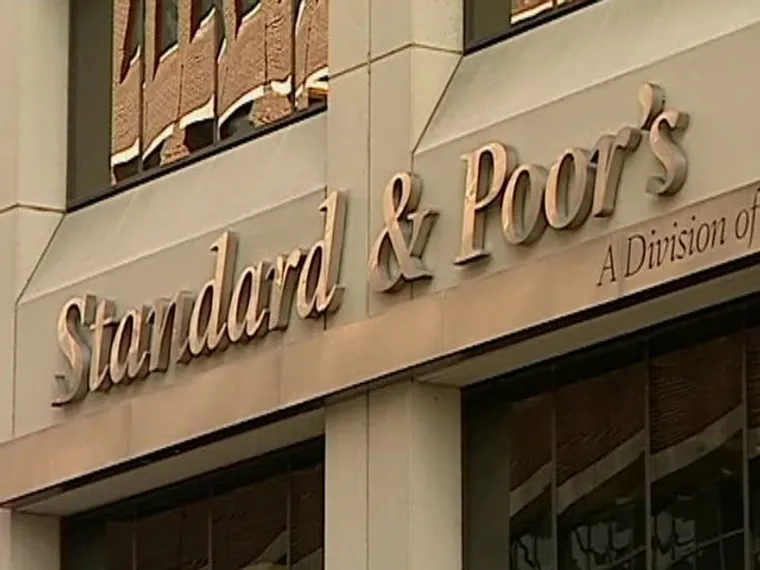 Standard & Poor's
A Division of